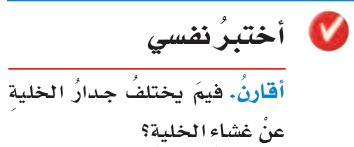 أختبرُ نفسي
أقارنُ. فيمَ يختلفُ جدارُ الخليةِ
عنْ غشاءِ الخلية؟